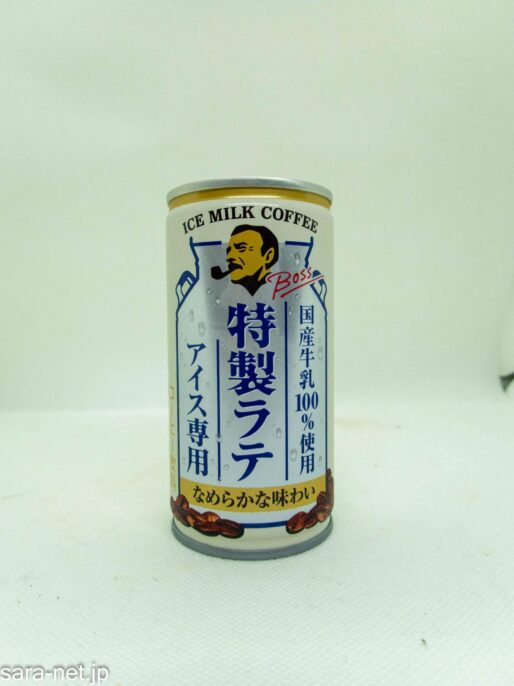 ICE MILK COFFEE
Boss
国産牛乳100%使用
特製ラテ
アイス専用
なめらかな味わい
sara-net.jp